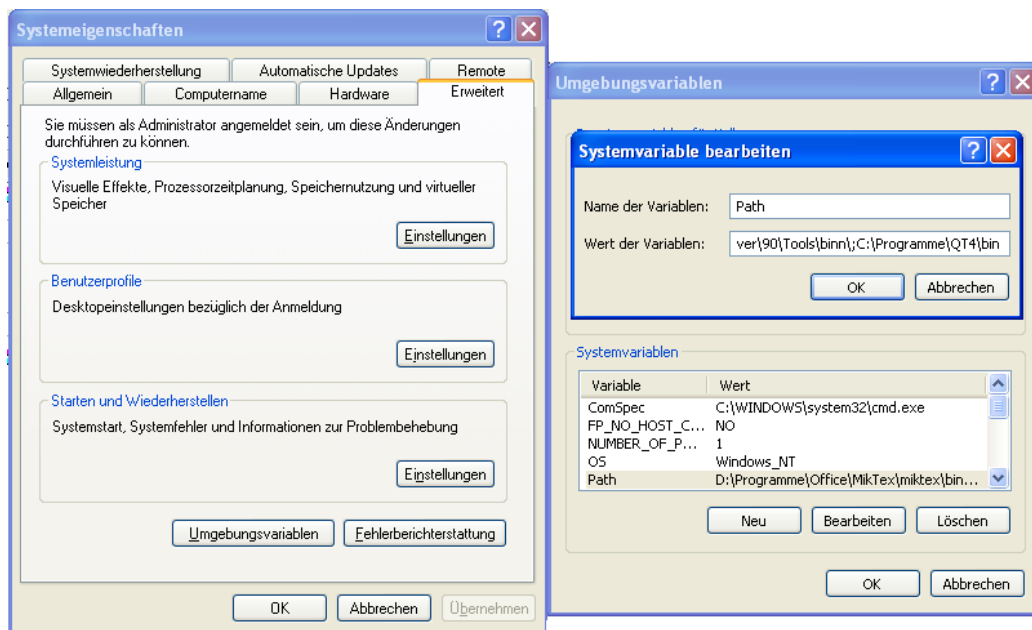 Systemeigenschaften
Systemwiederherstellung
Automatische Updates
Remote
Allgemein
Computername
Hardware
Erweitert
Sie müssen als Administrator angemeldet sein, um diese Änderungen
durchführen zu können.
Systemleistung
Visuelle Effekte, Prozessorzeitplanung, Speichernutzung und virtueller
Speicher
Einstellungen
Benutzerprofile
Desktopeinstellungen bezüglich der Anmeldung
Einstellungen
Starten und Wiederherstellen
Systemstart, Systemfehler und Informationen zur Problembehebung
Einstellungen
Umgebungsvariablen
Fehlerberichterstattung
OK
Abbrechen
Übernehmen
Umgebungsvariablen
Systemvariable bearbeiten
Name der Variablen:
Path
Wert der Variablen:
ver\90\Tools\binn\;C:\Programme\QT4\bin
OK
Abbrechen
Systemvariablen
Variable Wert
ComSpec C:\WINDOWS\system32\cmd.exe
FP_NO_HOST_C... NO
NUMBER_OF_P... 1
OS Windows_NT
Path D:\Programme\Office\MikTex\miktex\bin...
Neu
Bearbeiten
Löschen
OK
Abbrechen